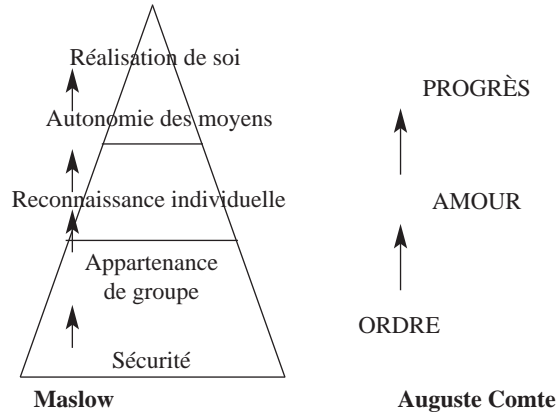 Réalisation de soi
PROGRÈS
Autonomie des moyens
Reconnaissance individuelle
AMOUR
Appartenance
de groupe
ORDRE
Sécurité
Maslow
Auguste Comte